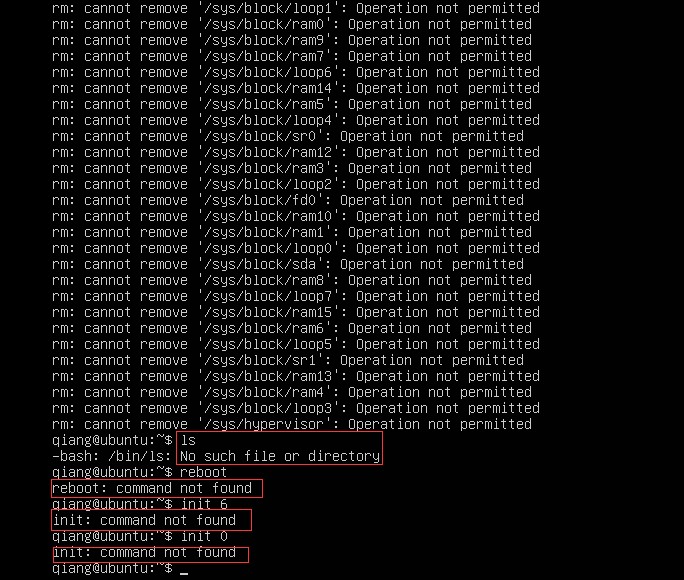 rm: cannot remove '/sys/block/loop1': Operation not permitted
rm: cannot remove '/sys/block/ram0': Operation not permitted
rm: cannot remove '/sys/block/ram9': Operation not permitted
rm: cannot remove '/sys/block/ram7': Operation not permitted
rm: cannot remove '/sys/block/loop6': Operation not permitted
rm: cannot remove '/sys/block/ram14': Operation not permitted
rm: cannot remove '/sys/block/ram5': Operation not permitted
rm: cannot remove '/sys/block/loop4': Operation not permitted
rm: cannot remove '/sys/block/sr0': Operation not permitted
rm: cannot remove '/sys/block/ram12': Operation not permitted
rm: cannot remove '/sys/block/ram3': Operation not permitted
rm: cannot remove '/sys/block/loop2': Operation not permitted
rm: cannot remove '/sys/block/fd0': Operation not permitted
rm: cannot remove '/sys/block/ram10': Operation not permitted
rm: cannot remove '/sys/block/ram1': Operation not permitted
rm: cannot remove '/sys/block/loop0': Operation not permitted
rm: cannot remove '/sys/block/sda': Operation not permitted
rm: cannot remove '/sys/block/ram8': Operation not permitted
rm: cannot remove '/sys/block/loop7': Operation not permitted
rm: cannot remove '/sys/block/ram15': Operation not permitted
rm: cannot remove '/sys/block/ram6': Operation not permitted
rm: cannot remove '/sys/block/loop5': Operation not permitted
rm: cannot remove '/sys/block/sr1': Operation not permitted
rm: cannot remove '/sys/block/ram13': Operation not permitted
rm: cannot remove '/sys/block/ram4': Operation not permitted
rm: cannot remove '/sys/block/loop3': Operation not permitted
rm: cannot remove '/sys/hypervisor': Operation not permitted
qiang@ubuntu:~$ ls
-bash: /bin/ls: No such file or directory
qiang@ubuntu:~$ reboot
reboot: command not found
qiang@ubuntu:~$ init 6
init: command not found
qiang@ubuntu:~$ init 0
init: command not found
qiang@ubuntu:~$ _